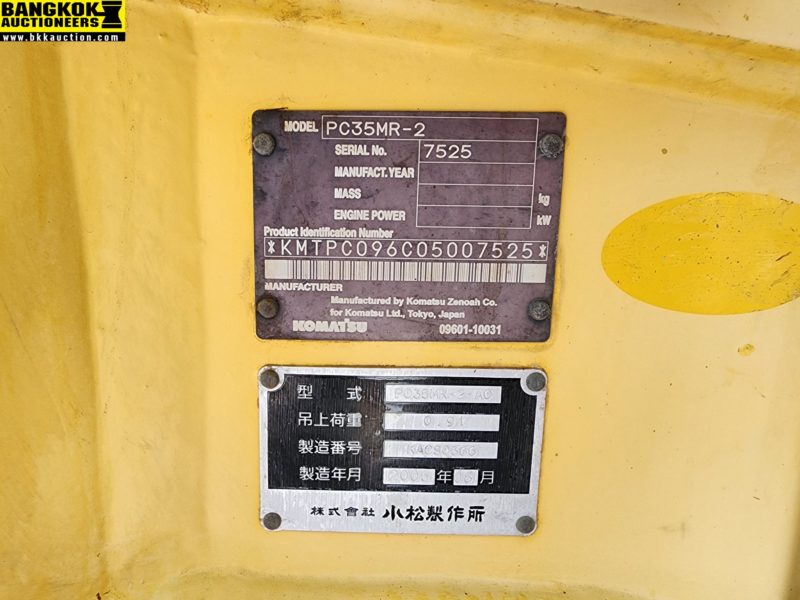 BANGKOK
AUCTIONEERS
www.bkkauction.com
MODEL PC35MR-2
SERIAL No. 7525
MANUFACT.YEAR
MASS kg
ENGINE POWER kW
Product Identification Number
*KMTPC096C05007525*
MANUFACTURER
Manufactured by Komatsu Zenoah Co.
for Komatsu Ltd., Tokyo, Japan
KOMATSU 09601-10031
型 式
吊上荷重 0.9t
製造番号
製造年月 年 月
株式會社 小松製作所